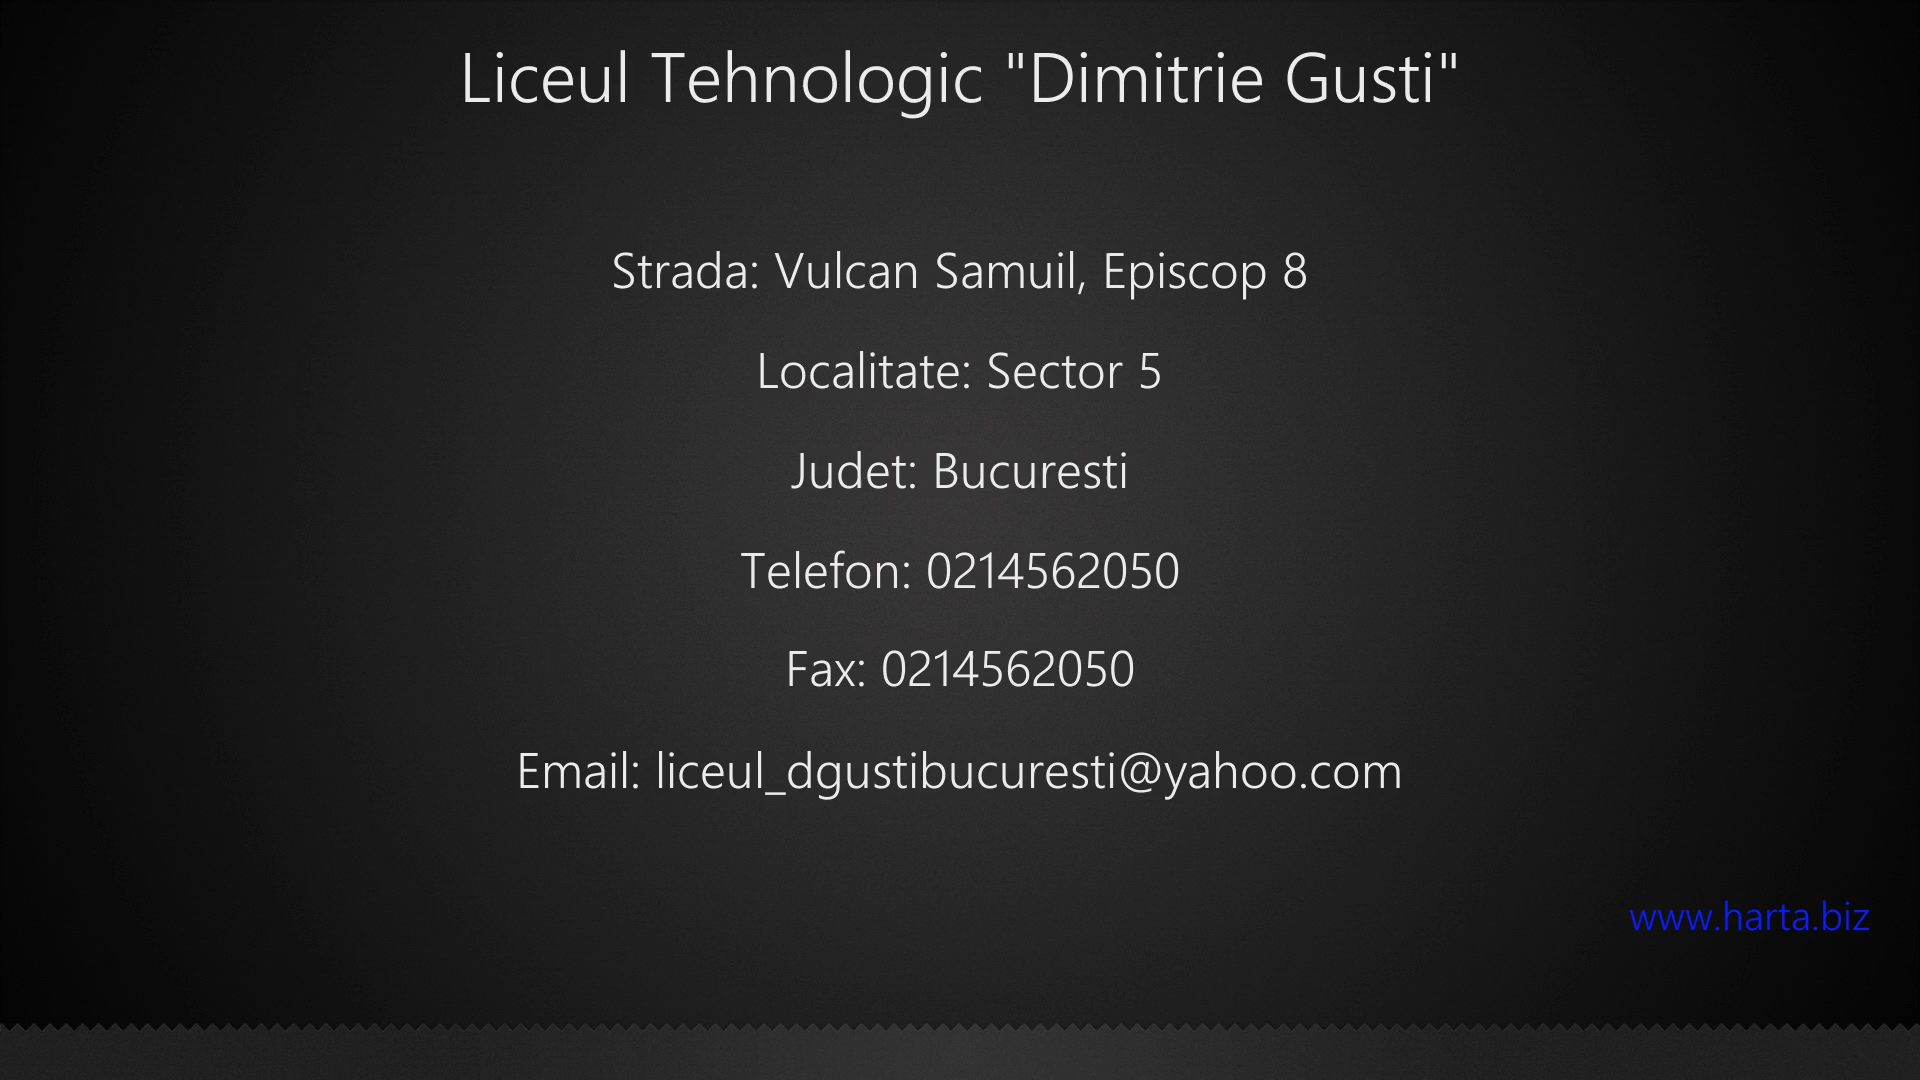 Liceul Tehnologic "Dimitrie Gusti"
Strada: Vulcan Samuil, Episcop 8
Localitate: Sector 5
Judet: Bucuresti
Telefon: 0214562050
Fax: 0214562050
Email: liceul_dgustibucuresti@yahoo.com
www.harta.biz